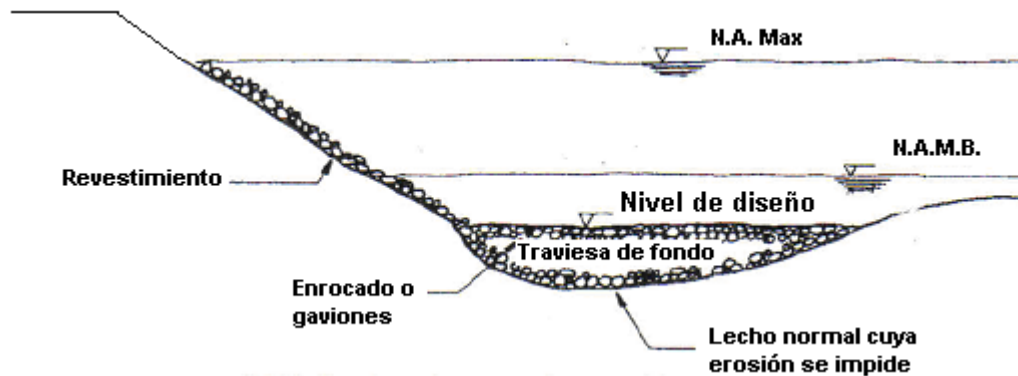 N.A. Max
N.A.M.B.
Revestimiento
Nivel de diseño
Traviesa de fondo
Enrocado o
gaviones
Lecho normal cuya
erosión se impide